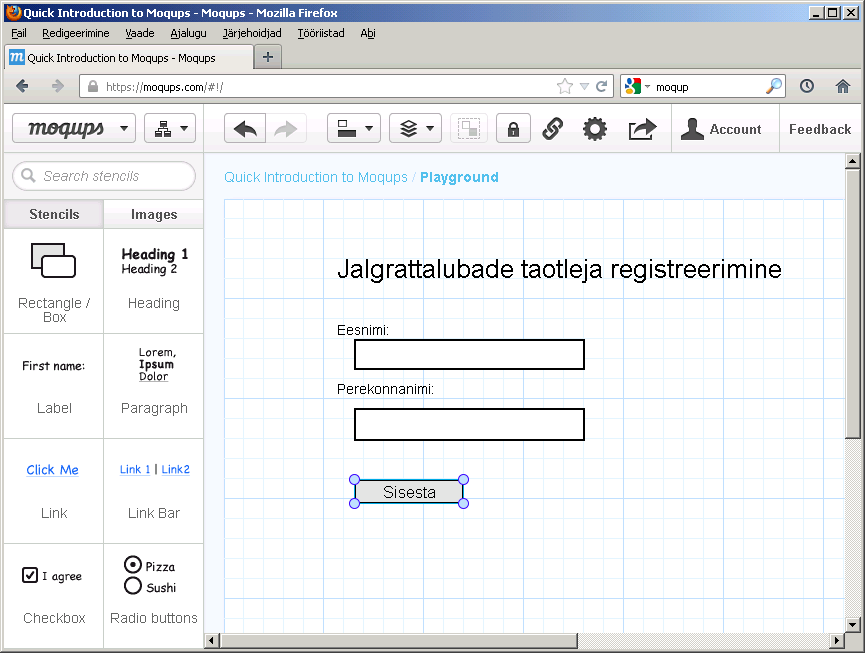 Quick Introduction to Moqups - Moqups - Mozilla Firefox
Fail Redigeerimine Vaade Ajalugu Järjehoidjad Tööriistad Abi
m Quick Introduction to Moqups - Moqups +
https://moqups.com/#!/ moqup
moqups Account Feedback
Search stencils
Quick Introduction to Moqups / Playground
Stencils Images
Heading 1
Heading 2
Rectangle /
Box
Heading
Jalgrattalubade taotleja registreerimine
Eesnimi:
First name:
Lorem,
Ipsum
Dolor
Label Paragraph
Perekonnanimi:
Click Me Link 1 | Link2
Link Link Bar
Sisesta
I agree
Pizza
Sushi
Checkbox Radio buttons